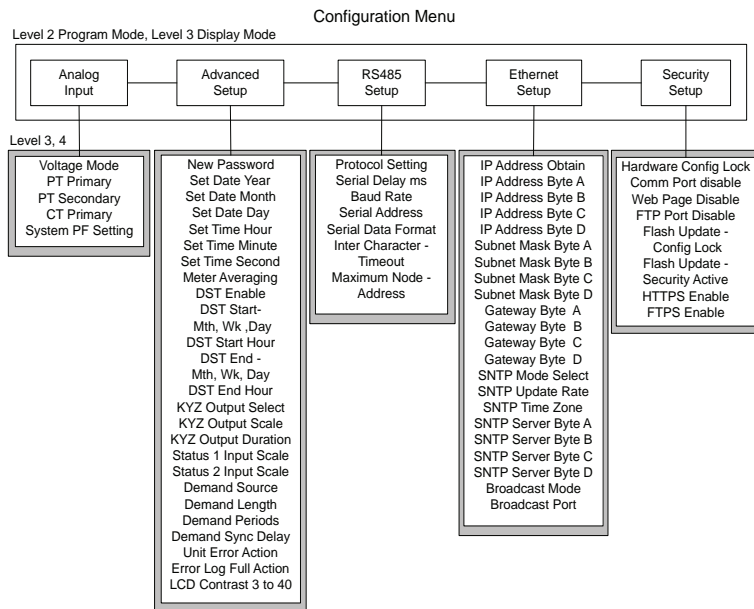 Configuration Menu
Level 2 Program Mode, Level 3 Display Mode
Analog
Input
Advanced
Setup
RS485
Setup
Ethernet
Setup
Security
Setup
Level 3, 4
Voltage Mode
PT Primary
PT Secondary
CT Primary
System PF Setting
New Password
Set Date Year
Set Date Month
Set Date Day
Set Time Hour
Set Time Minute
Set Time Second
Meter Averaging
DST Enable
DST Start-
Mth, Wk ,Day
DST Start Hour
DST End -
Mth, Wk, Day
DST End Hour
KYZ Output Select
KYZ Output Scale
KYZ Output Duration
Status 1 Input Scale
Status 2 Input Scale
Demand Source
Demand Length
Demand Periods
Demand Sync Delay
Unit Error Action
Error Log Full Action
LCD Contrast 3 to 40
Protocol Setting
Serial Delay ms
Baud Rate
Serial Address
Serial Data Format
Inter Character -
Timeout
Maximum Node -
Address
IP Address Obtain
IP Address Byte A
IP Address Byte B
IP Address Byte C
IP Address Byte D
Subnet Mask Byte A
Subnet Mask Byte B
Subnet Mask Byte C
Subnet Mask Byte D
Gateway Byte A
Gateway Byte B
Gateway Byte C
Gateway Byte D
SNTP Mode Select
SNTP Update Rate
SNTP Time Zone
SNTP Server Byte A
SNTP Server Byte B
SNTP Server Byte C
SNTP Server Byte D
Broadcast Mode
Broadcast Port
Hardware Config Lock
Comm Port disable
Web Page Disable
FTP Port Disable
Flash Update -
Config Lock
Flash Update -
Security Active
HTTPS Enable
FTPS Enable